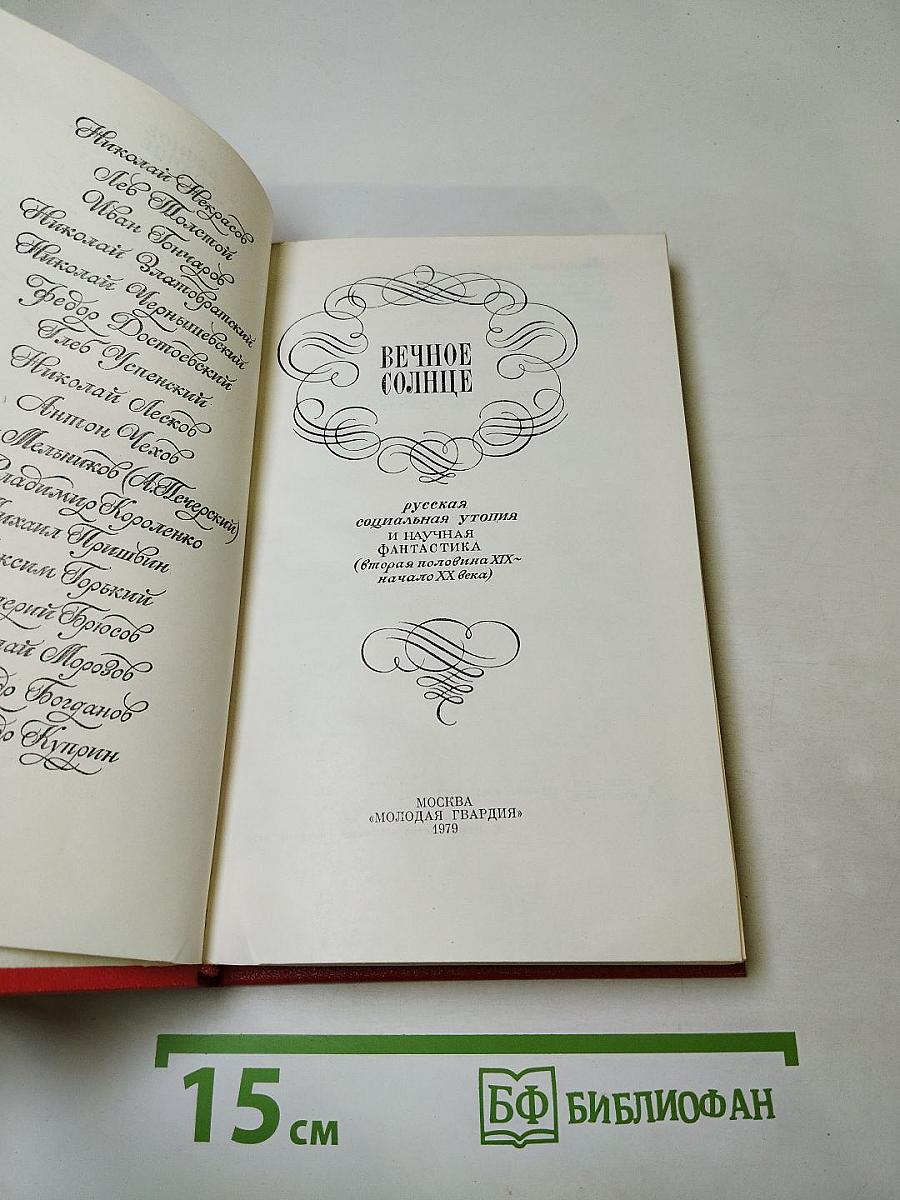 Николай Некрасов
Лев Толстой
Иван Гончаров
Николай Златовратский
Николай Чернышевский
Федор Достоевский
Глеб Успенский
Николай Лесков
Антон Чехов
Мельников (А. Печерский)
Владимир Короленко
Михаил Пришвин
Горький
Брюсов
Морозов
Богданов
Куприн
ВЕЧНОЕ
СОЛНЦЕ
русская
социальная утопия
и научная
фантастика
(вторая половина XIX–
начало XX века)
МОСКВА
«МОЛОДАЯ ГВАРДИЯ»
1979
15 см
БФ БИБЛИОФАН